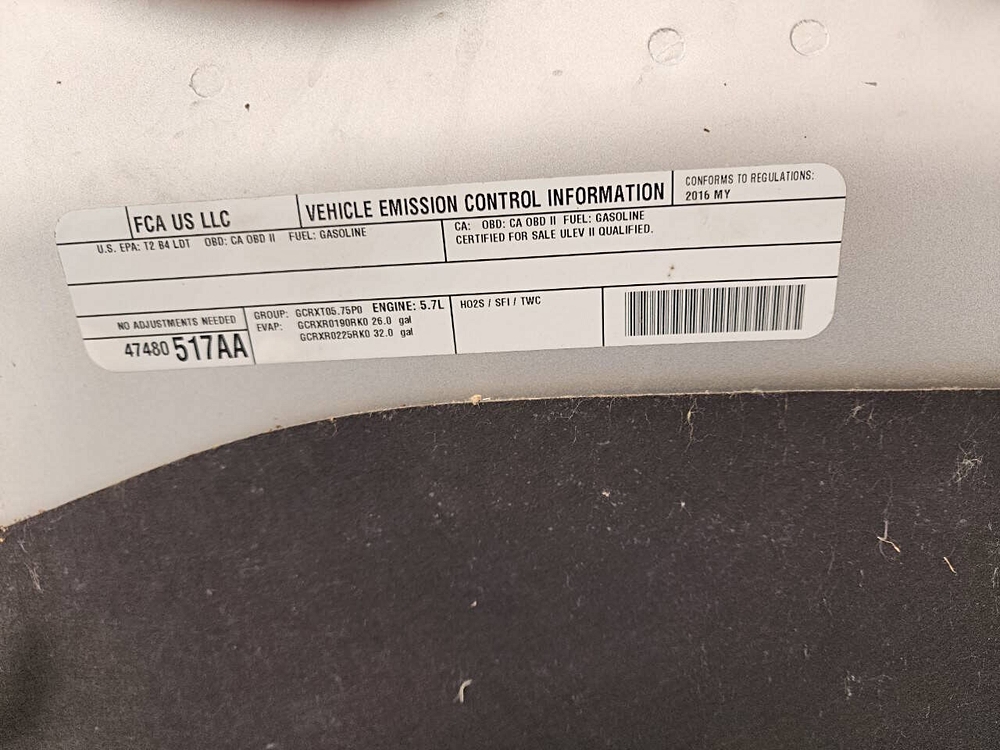 FCA US LLC
VEHICLE EMISSION CONTROL INFORMATION
CONFORMS TO REGULATIONS:
2016 MY
U.S. EPA: T2 B4 LDT OBD: CA OBD II FUEL: GASOLINE
CA: OBD: CA OBD II FUEL: GASOLINE
CERTIFIED FOR SALE ULEV II QUALIFIED.
NO ADJUSTMENTS NEEDED
47480 517AA
GROUP: GCRXT05.75P0 ENGINE: 5.7L
EVAP: GCRXR0190RK0 26.0 gal
GCRXR0225RK0 32.0 gal
HO2S / SFI / TWC